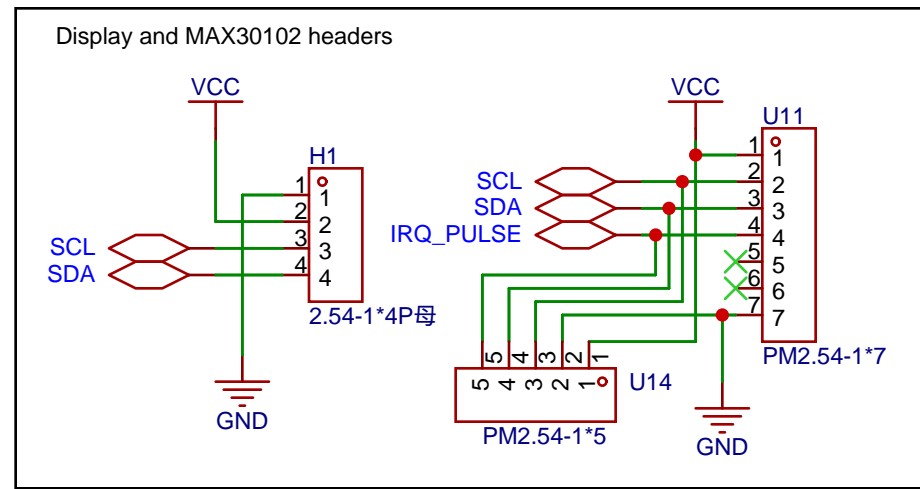 Display and MAX30102 headers
VCC
H1
1
1
2
2
3
3
4
4
SCL
SDA
2.54-1*4P母
GND
VCC
U11
1
1
2
2
3
3
4
4
5
5
6
6
7
7
SCL
SDA
IRQ_PULSE
PM2.54-1*7
5
4
3
2
1
5
4
3
2
1
U14
PM2.54-1*5
GND